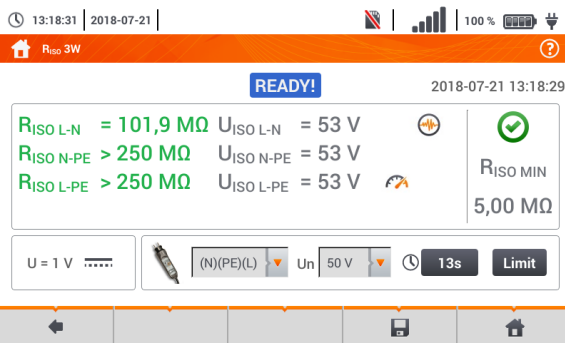 13:18:31 2018-07-21 100 %
RISO 3W ?
READY! 2018-07-21 13:18:29
RISO L-N = 101,9 MΩ UISO L-N = 53 V
RISO N-PE > 250 MΩ UISO N-PE = 53 V
RISO L-PE > 250 MΩ UISO L-PE = 53 V
RISO MIN
5,00 MΩ
U = 1 V (N)(PE)(L) Un 50 V 13s Limit